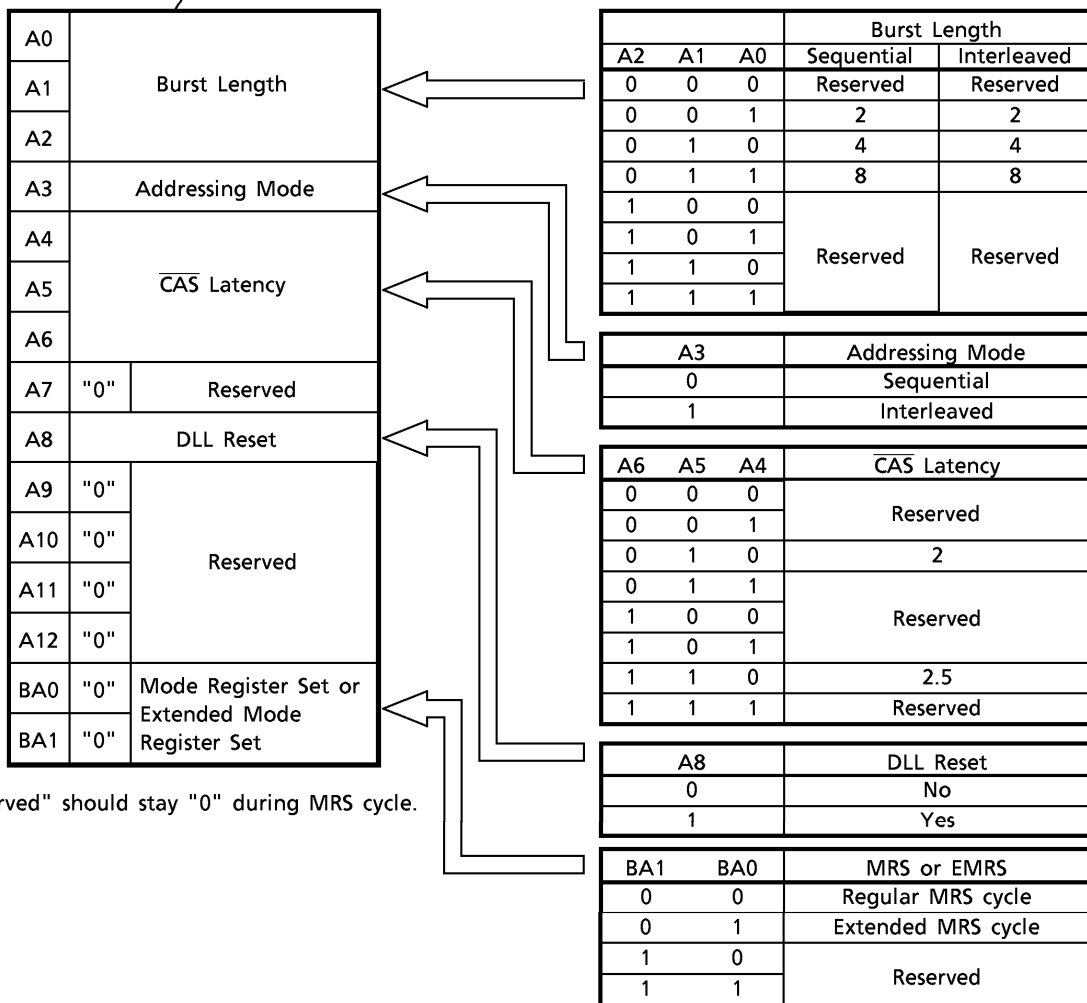 A0
A1 Burst Length
A2
A3 Addressing Mode
A4
A5 CAS Latency
A6
A7 "0" Reserved
A8 DLL Reset
A9 "0"
A10 "0"
Reserved
A11 "0"
A12 "0"
BA0 "0" Mode Register Set or
Extended Mode
BA1 "0" Register Set
rved" should stay "0" during MRS cycle.
Burst Length
A2 A1 A0 Sequential Interleaved
0 0 0 Reserved Reserved
0 0 1 2 2
0 1 0 4 4
0 1 1 8 8
1 0 0
1 0 1
Reserved Reserved
1 1 0
1 1 1
A3 Addressing Mode
0 Sequential
1 Interleaved
A6 A5 A4 CAS Latency
0 0 0
Reserved
0 0 1
0 1 0 2
0 1 1
1 0 0 Reserved
1 0 1
1 1 0 2.5
1 1 1 Reserved
A8 DLL Reset
0 No
1 Yes
BA1 BA0 MRS or EMRS
0 0 Regular MRS cycle
0 1 Extended MRS cycle
1 0
Reserved
1 1